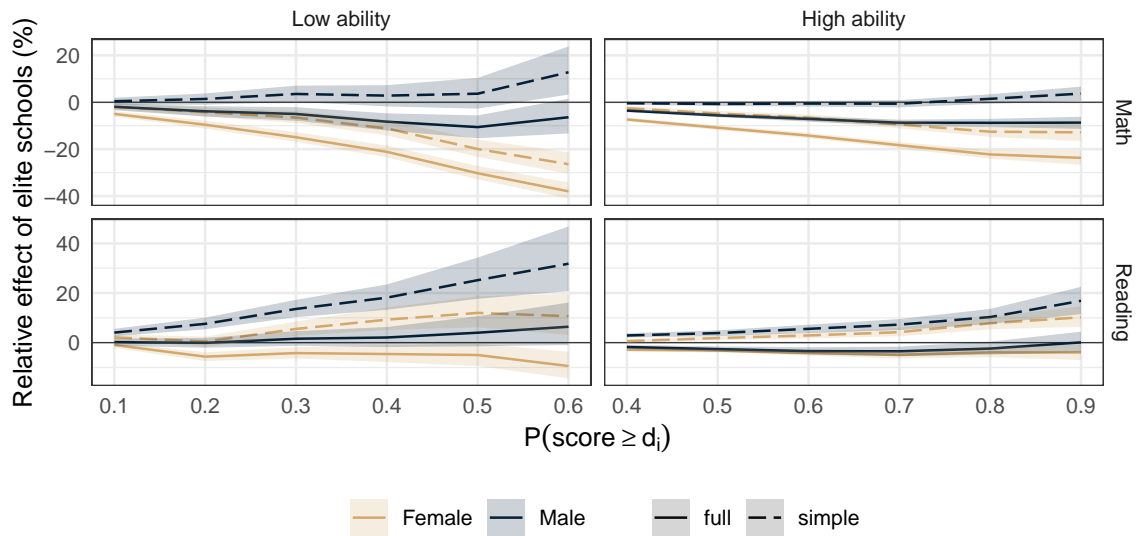 Low ability
High ability
Relative effect of elite schools (%)
20
0
−20
−40
Math
40
20
0
Reading
0.1 0.2 0.3 0.4 0.5 0.6
0.4 0.5 0.6 0.7 0.8 0.9
P(score ≥ dᵢ)
Female Male full simple